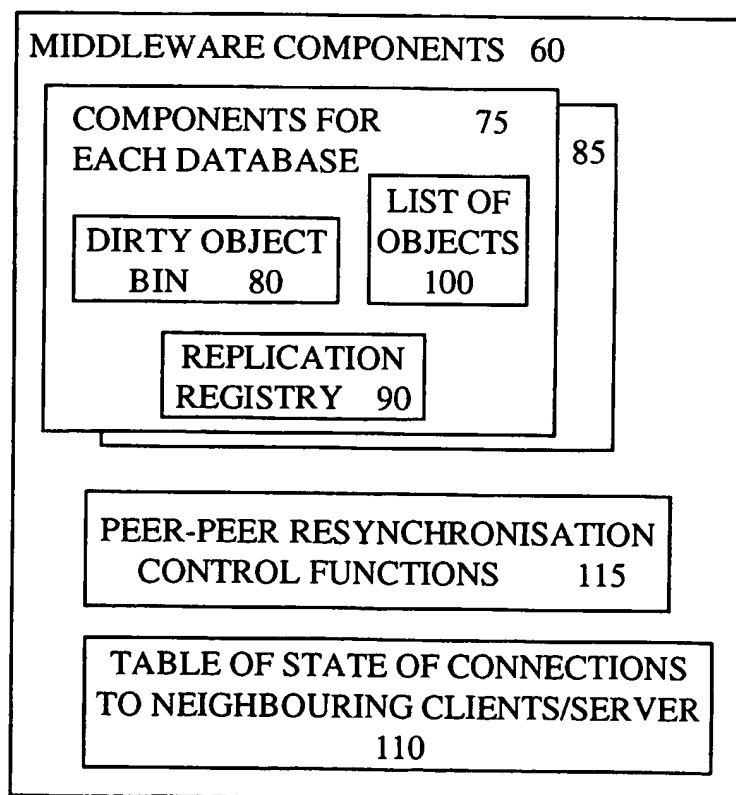 MIDDLEWARE COMPONENTS 60
COMPONENTS FOR 75
EACH DATABASE
85
LIST OF
OBJECTS
100
DIRTY OBJECT
BIN 80
REPLICATION
REGISTRY 90
PEER-PEER RESYNCHRONISATION
CONTROL FUNCTIONS 115
TABLE OF STATE OF CONNECTIONS
TO NEIGHBOURING CLIENTS/SERVER
110